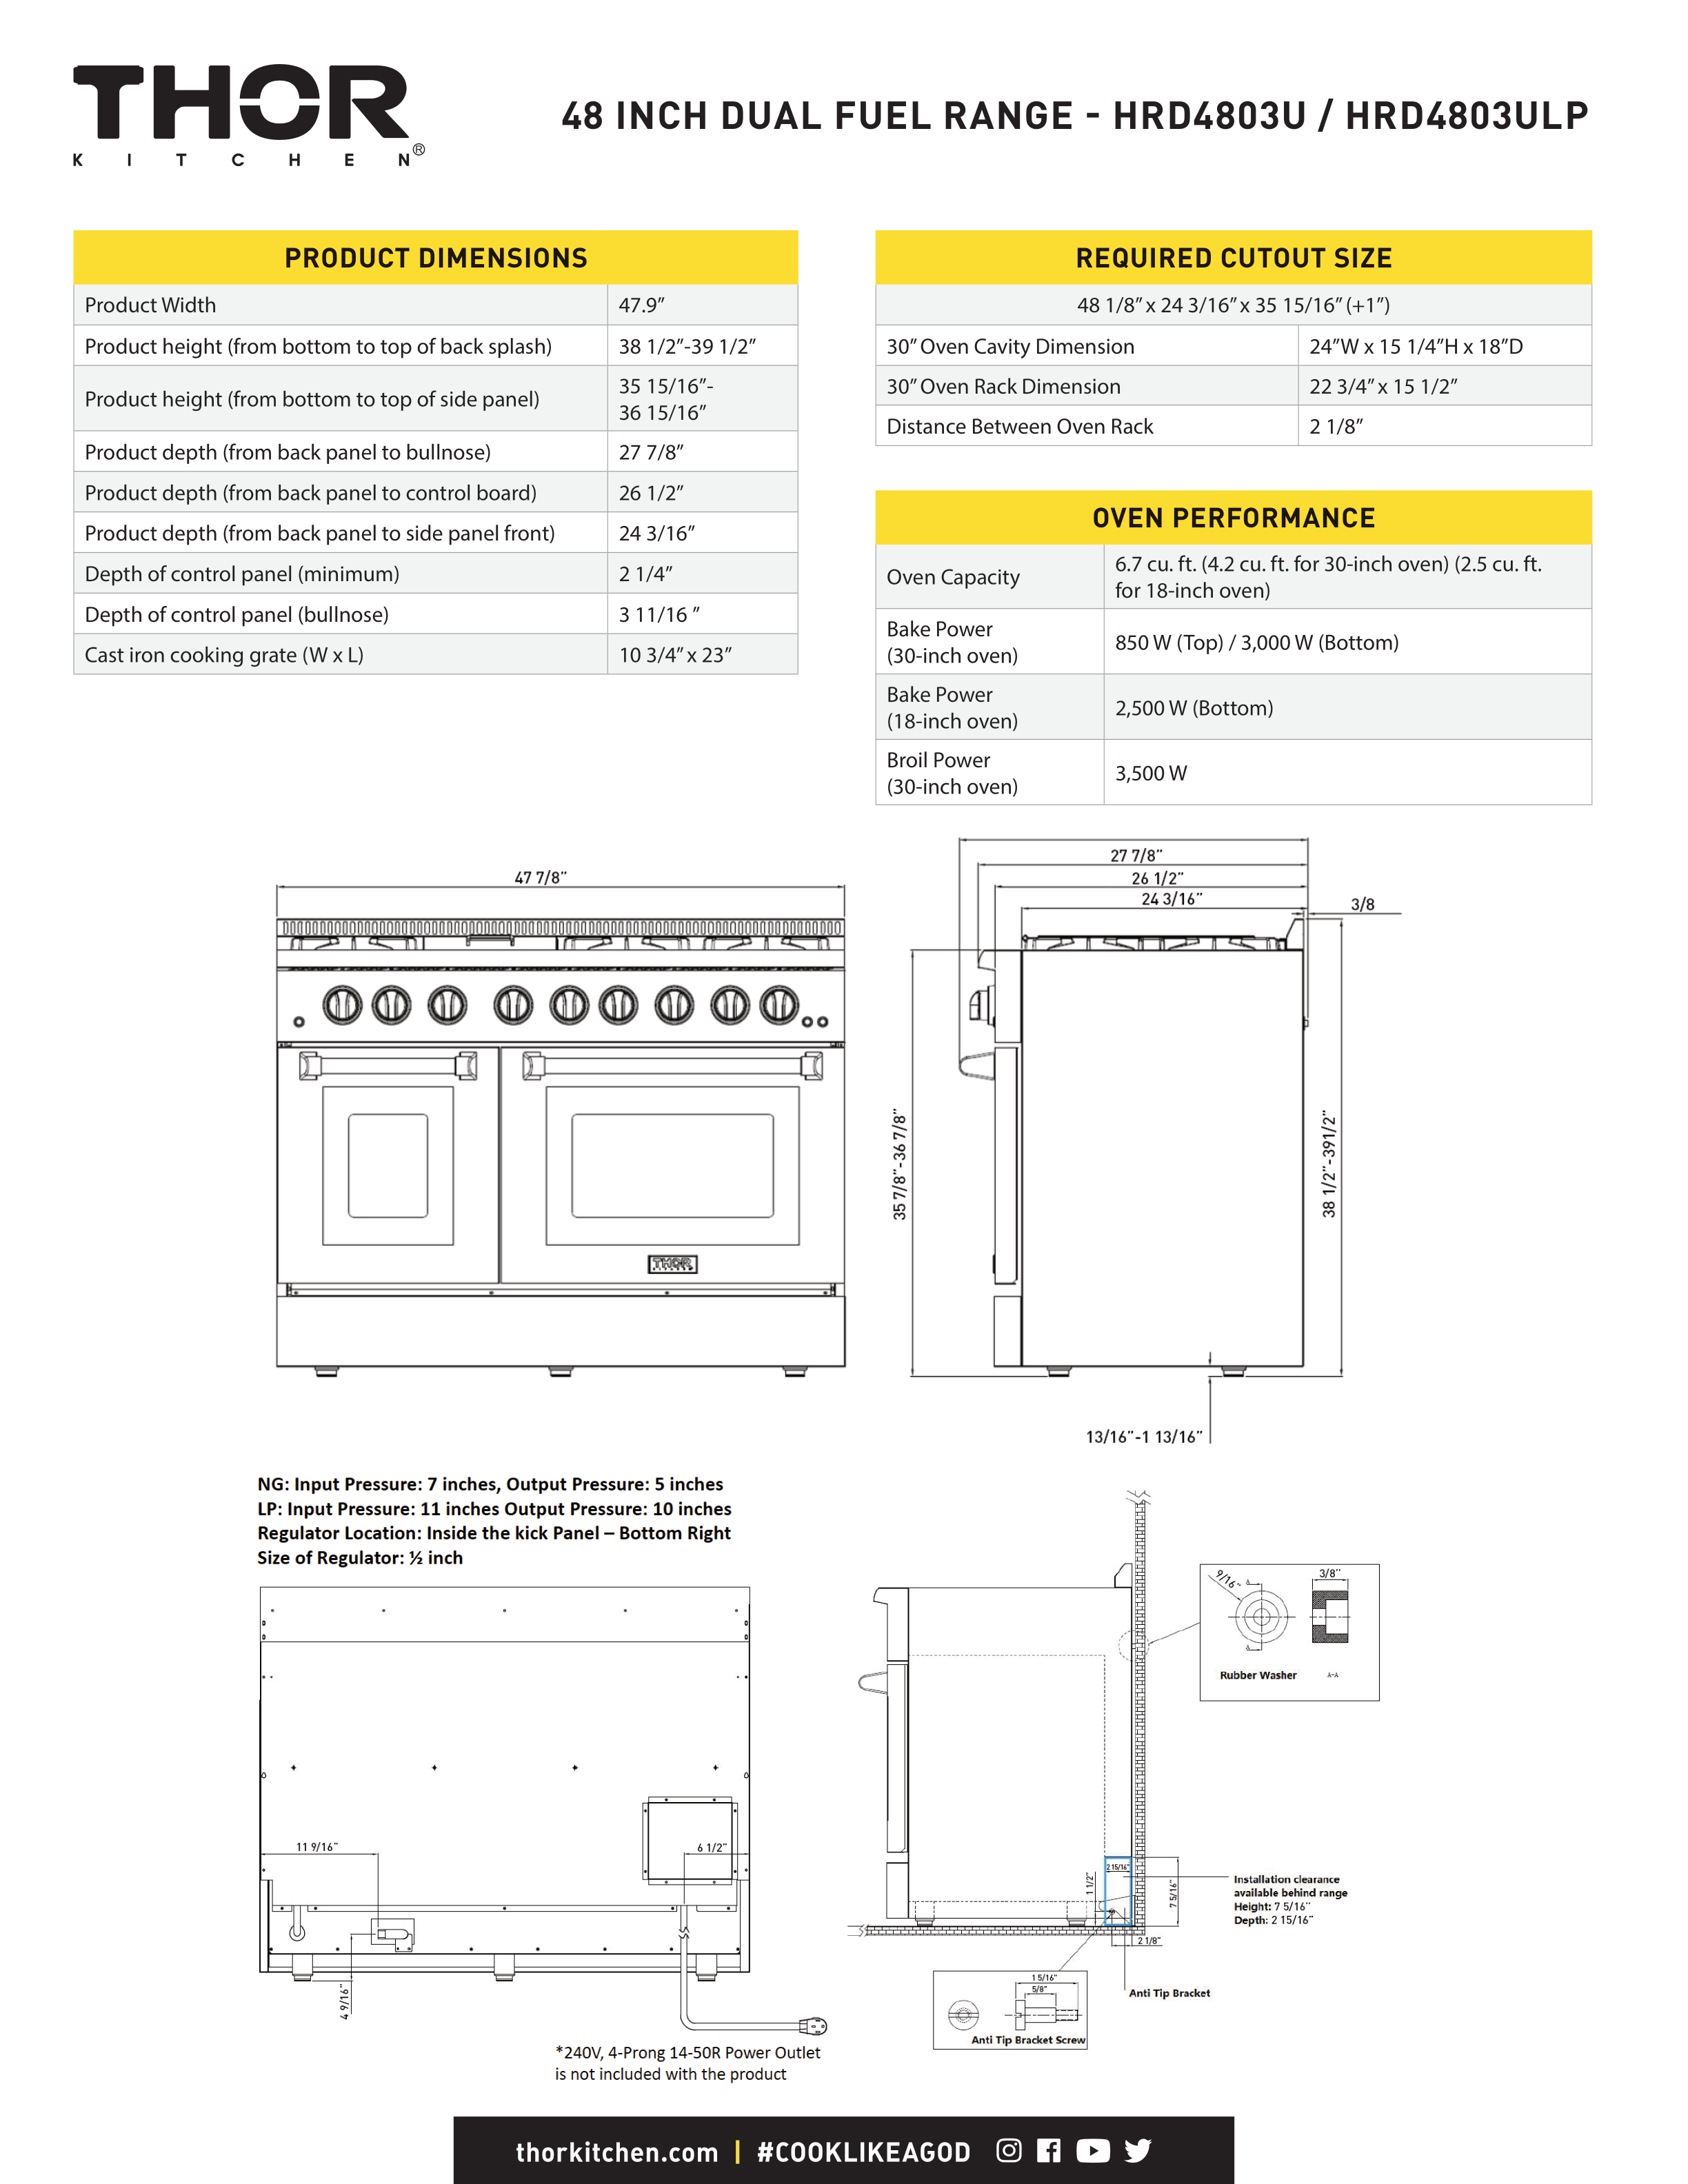 THOR
KITCHEN®
48 INCH DUAL FUEL RANGE - HRD4803U / HRD4803ULP
PRODUCT DIMENSIONS
Product Width 47.9”
Product height (from bottom to top of back splash) 38 1/2”-39 1/2”
Product height (from bottom to top of side panel) 35 15/16”-
36 15/16”
Product depth (from back panel to bullnose) 27 7/8”
Product depth (from back panel to control board) 26 1/2”
Product depth (from back panel to side panel front) 24 3/16”
Depth of control panel (minimum) 2 1/4”
Depth of control panel (bullnose) 3 11/16 ”
Cast iron cooking grate (W x L) 10 3/4” x 23”
REQUIRED CUTOUT SIZE
48 1/8” x 24 3/16” x 35 15/16” (+1”)
30” Oven Cavity Dimension 24”W x 15 1/4”H x 18”D
30” Oven Rack Dimension 22 3/4” x 15 1/2”
Distance Between Oven Rack 2 1/8”
OVEN PERFORMANCE
Oven Capacity 6.7 cu. ft. (4.2 cu. ft. for 30-inch oven) (2.5 cu. ft.
for 18-inch oven)
Bake Power
(30-inch oven) 850 W (Top) / 3,000 W (Bottom)
Bake Power
(18-inch oven) 2,500 W (Bottom)
Broil Power
(30-inch oven) 3,500 W
47 7/8”
THOR
KITCHEN
27 7/8”
26 1/2”
24 3/16”
3/8
35 7/8”-36 7/8”
38 1/2”-391/2”
13/16”-1 13/16”
NG: Input Pressure: 7 inches, Output Pressure: 5 inches
LP: Input Pressure: 11 inches Output Pressure: 10 inches
Regulator Location: Inside the kick Panel – Bottom Right
Size of Regulator: ½ inch
11 9/16”
6 1/2”
4 9/16”
*240V, 4-Prong 14-50R Power Outlet
is not included with the product
9/16”
A
A
3/8”
Rubber Washer
A-A
2 15/16”
1 1/2”
7 5/16”
2 1/8”
Installation clearance
available behind range
Height: 7 5/16”
Depth: 2 15/16”
Anti Tip Bracket
1 5/16”
5/8”
Anti Tip Bracket Screw
thorkitchen.com | #COOKLIKEAGOD